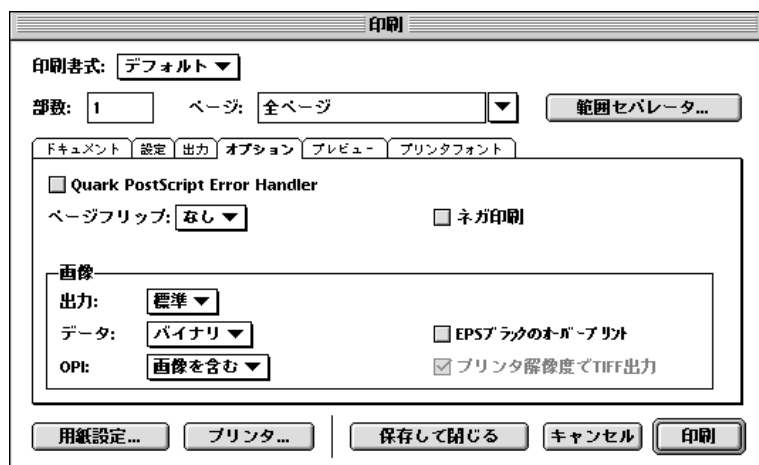 印刷
印刷書式: デフォルト
部数: 1 ページ: 全ページ 範囲セパレータ...
ドキュメント 設定 出力 オプション プレビュー プリンタフォント
Quark PostScript Error Handler
ページフリップ: なし ネガ印刷
画像
出力: 標準
データ: バイナリ EPSブラックのオーバープリント
OPI: 画像を含む プリンタ解像度でTIFF出力
用紙設定... プリンタ... 保存して閉じる キャンセル 印刷